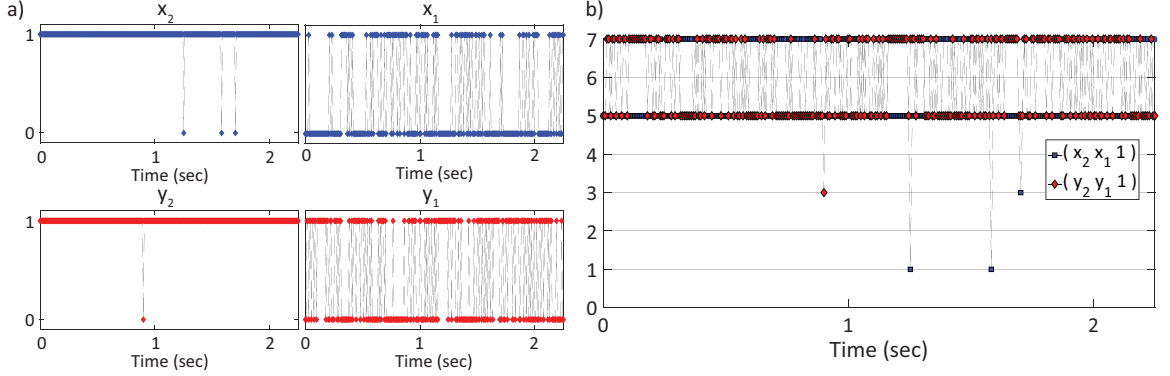 a)
x₂
x₁
1
0
0 1 2
Time (sec)
0 1 2
Time (sec)
y₂
y₁
1
0
0 1 2
Time (sec)
0 1 2
Time (sec)
b)
7
6
5
4
3
2
1
0
0 1 2
Time (sec)
( x₂ x₁ 1 )
( y₂ y₁ 1 )